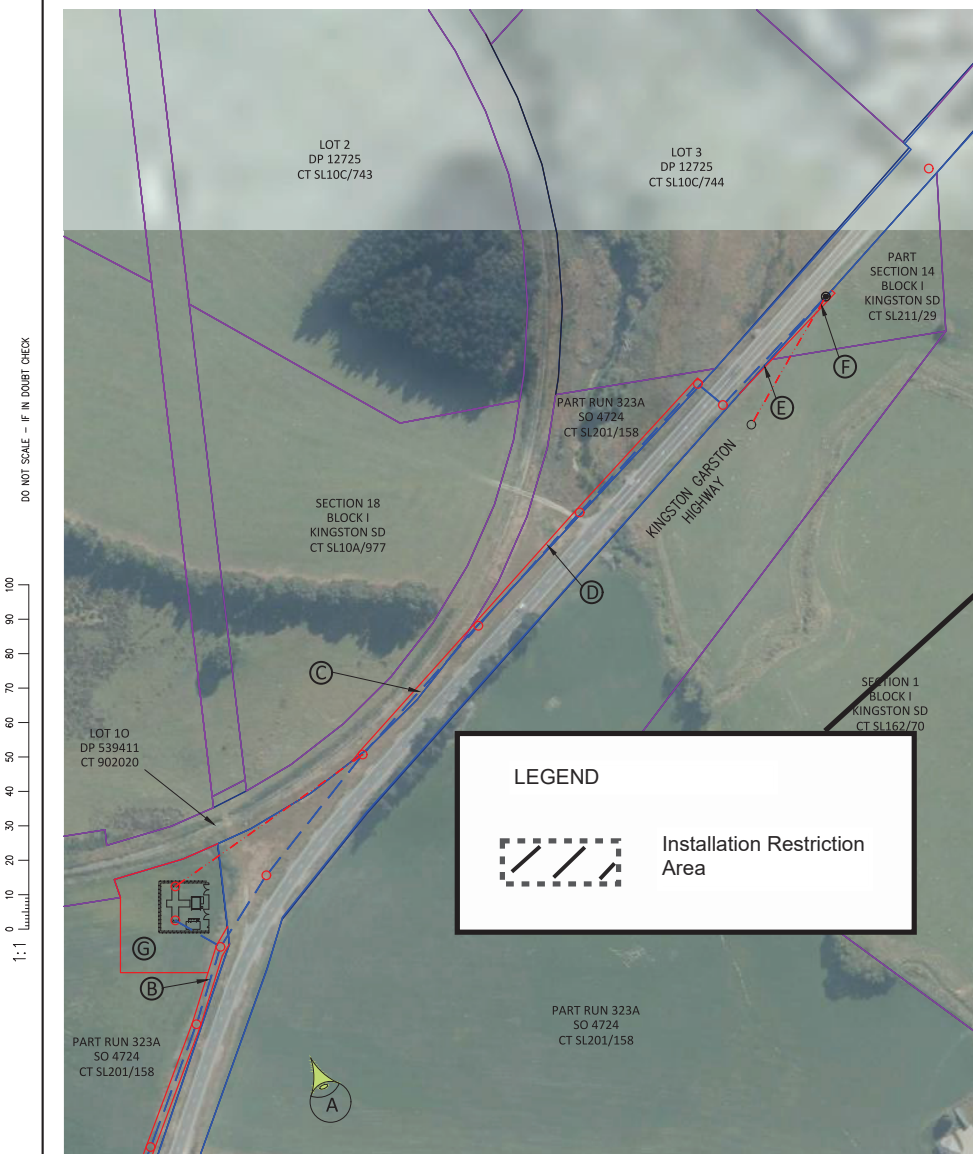 LOT 2
DP 12725
CT SL10C/743
LOT 3
DP 12725
CT SL10C/744
PART
SECTION 14
BLOCK I
KINGSTON SD
CT SL211/29
F
E
PART RUN 323A
SO 4724
CT SL201/158
KINGSTON GARSTON
HIGHWAY
SECTION 18
BLOCK I
KINGSTON SD
CT SL10A/977
D
C
SECTION 1
BLOCK I
KINGSTON SD
CT SL162/70
LOT 10
DP 539411
CT 902020
LEGEND
Installation Restriction
Area
G
B
PART RUN 323A
SO 4724
CT SL201/158
PART RUN 323A
SO 4724
CT SL201/158
A
DO NOT SCALE - IF IN DOUBT CHECK
100
90
80
70
60
50
40
30
20
10
0
1:1